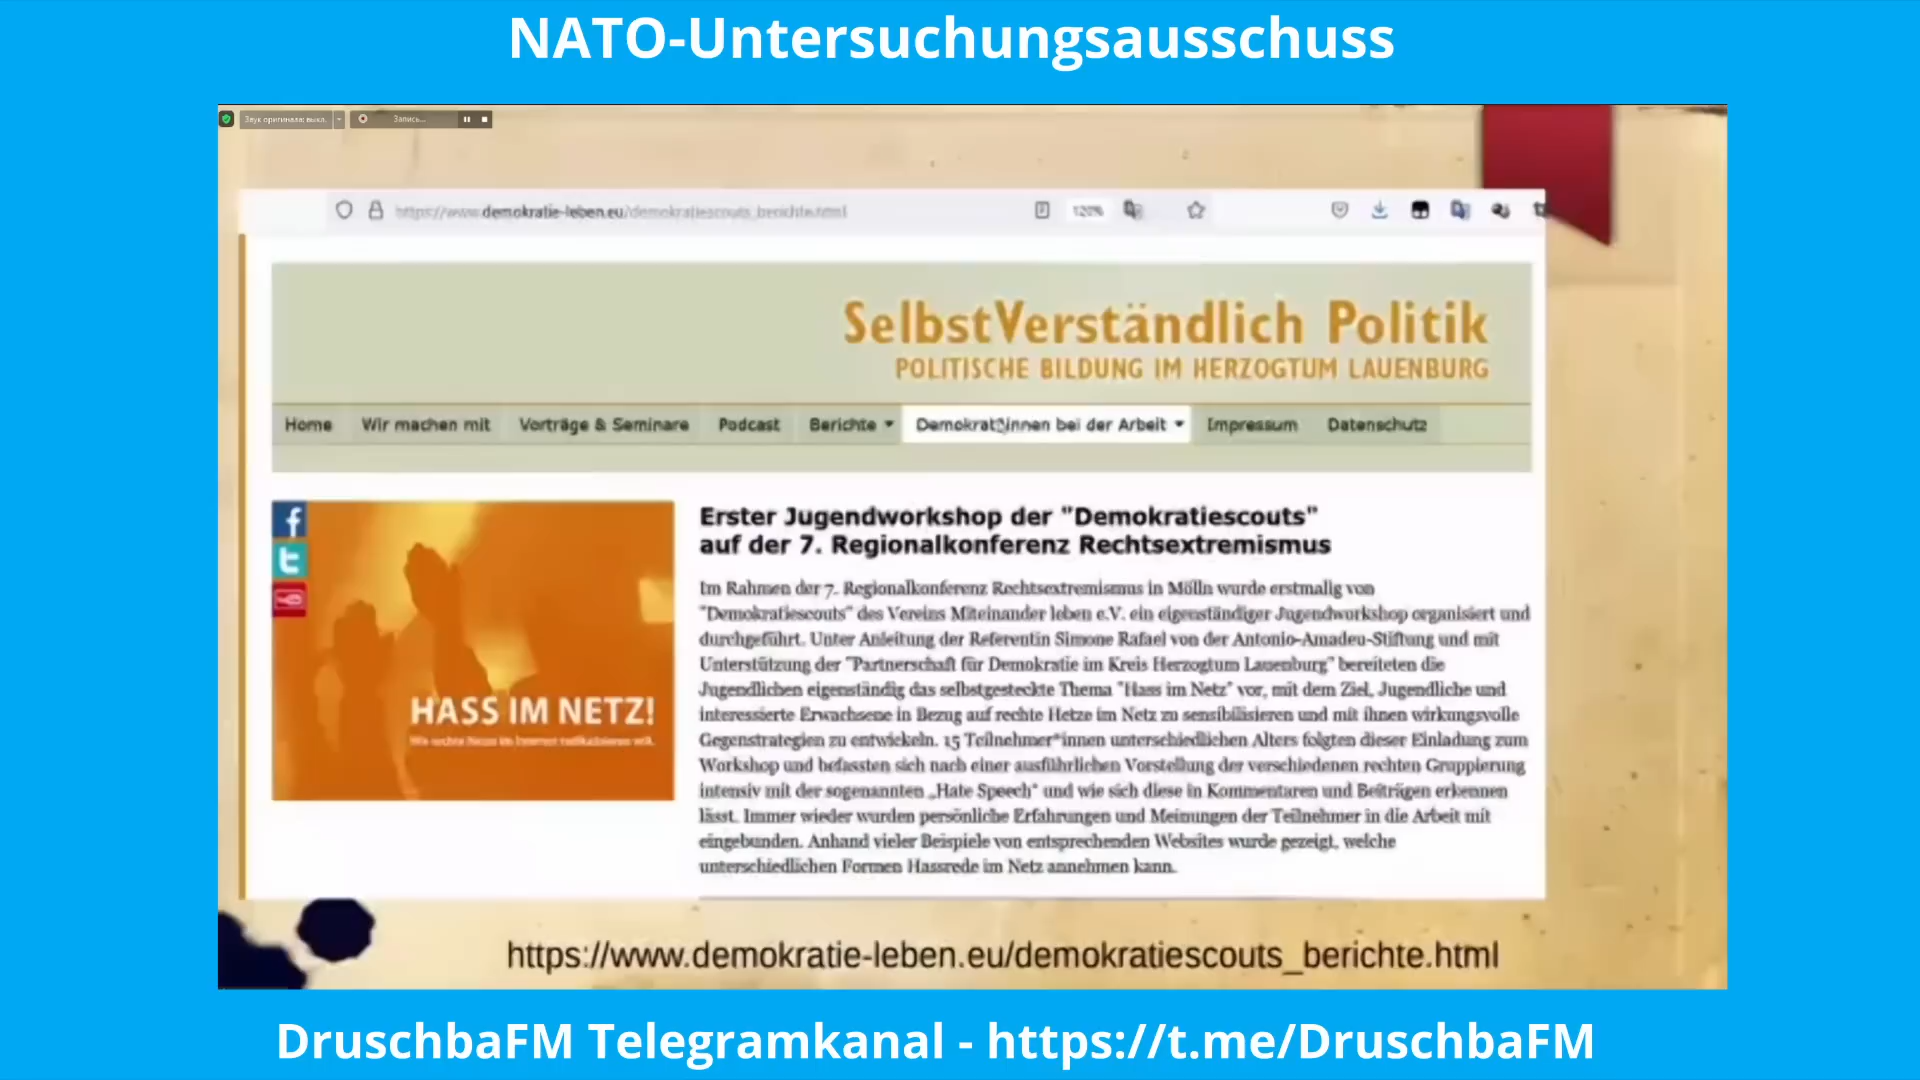 NATO-Untersuchungsausschuss
Звук оригинала: выкл.
Запись...
https://www.demokratie-leben.eu/demokratiescouts_berichte.html
120%
SelbstVerständlich Politik
POLITISCHE BILDUNG IM HERZOGTUM LAUENBURG
Home Wir machen mit Vorträge & Seminare Podcast Berichte Demokrat*innen bei der Arbeit Impressum Datenschutz
HASS IM NETZ!
Erster Jugendworkshop der "Demokratiescouts"
auf der 7. Regionalkonferenz Rechtsextremismus
Im Rahmen der 7. Regionalkonferenz Rechtsextremismus in Mölln wurde erstmalig von
"Demokratiescouts" des Vereins Miteinander leben e.V. ein eigenständiger Jugendworkshop organisiert und
durchgeführt. Unter Anleitung der Referentin Simone Rafael von der Antonio-Amadeu-Stiftung und mit
Unterstützung der "Partnerschaft für Demokratie im Kreis Herzogtum Lauenburg" bereiteten die
Jugendlichen eigenständig das selbstgesteckte Thema "Hass im Netz" vor, mit dem Ziel, Jugendliche und
interessierte Erwachsene in Bezug auf rechte Hetze im Netz zu sensibilisieren und mit ihnen wirkungsvolle
Gegenstrategien zu entwickeln. 15 Teilnehmer*innen unterschiedlichen Alters folgten dieser Einladung zum
Workshop und befassten sich nach einer ausführlichen Vorstellung der verschiedenen rechten Gruppierung
intensiv mit der sogenannten „Hate Speech" und wie sich diese in Kommentaren und Beiträgen erkennen
lässt. Immer wieder wurden persönliche Erfahrungen und Meinungen der Teilnehmer in die Arbeit mit
eingebunden. Anhand vieler Beispiele von entsprechenden Websites wurde gezeigt, welche
unterschiedlichen Formen Hassrede im Netz annehmen kann.
https://www.demokratie-leben.eu/demokratiescouts_berichte.html
DruschbaFM Telegramkanal - https://t.me/DruschbaFM